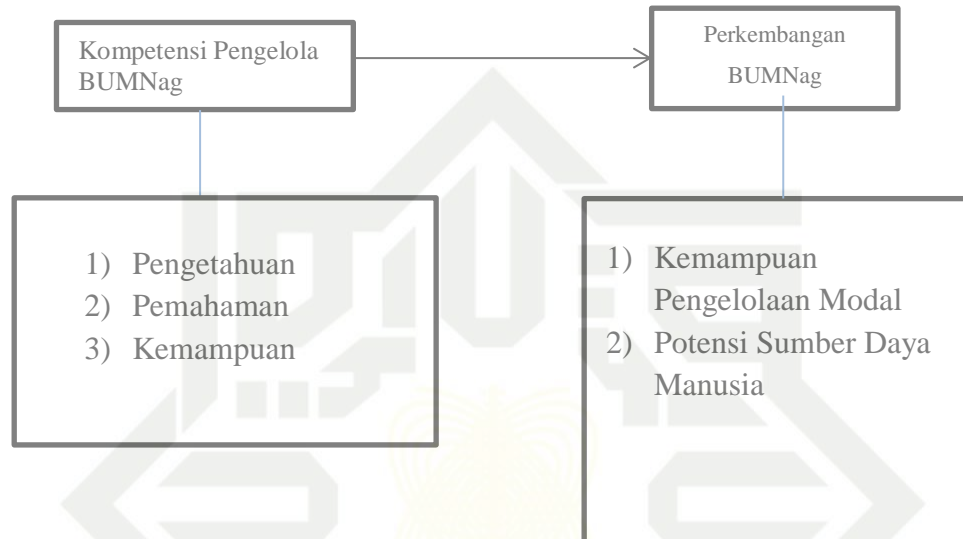 Kompetensi Pengelola
BUMNag
Perkembangan
BUMNag
1) Pengetahuan
2) Pemahaman
3) Kemampuan
1) Kemampuan
Pengelolaan Modal
2) Potensi Sumber Daya
Manusia